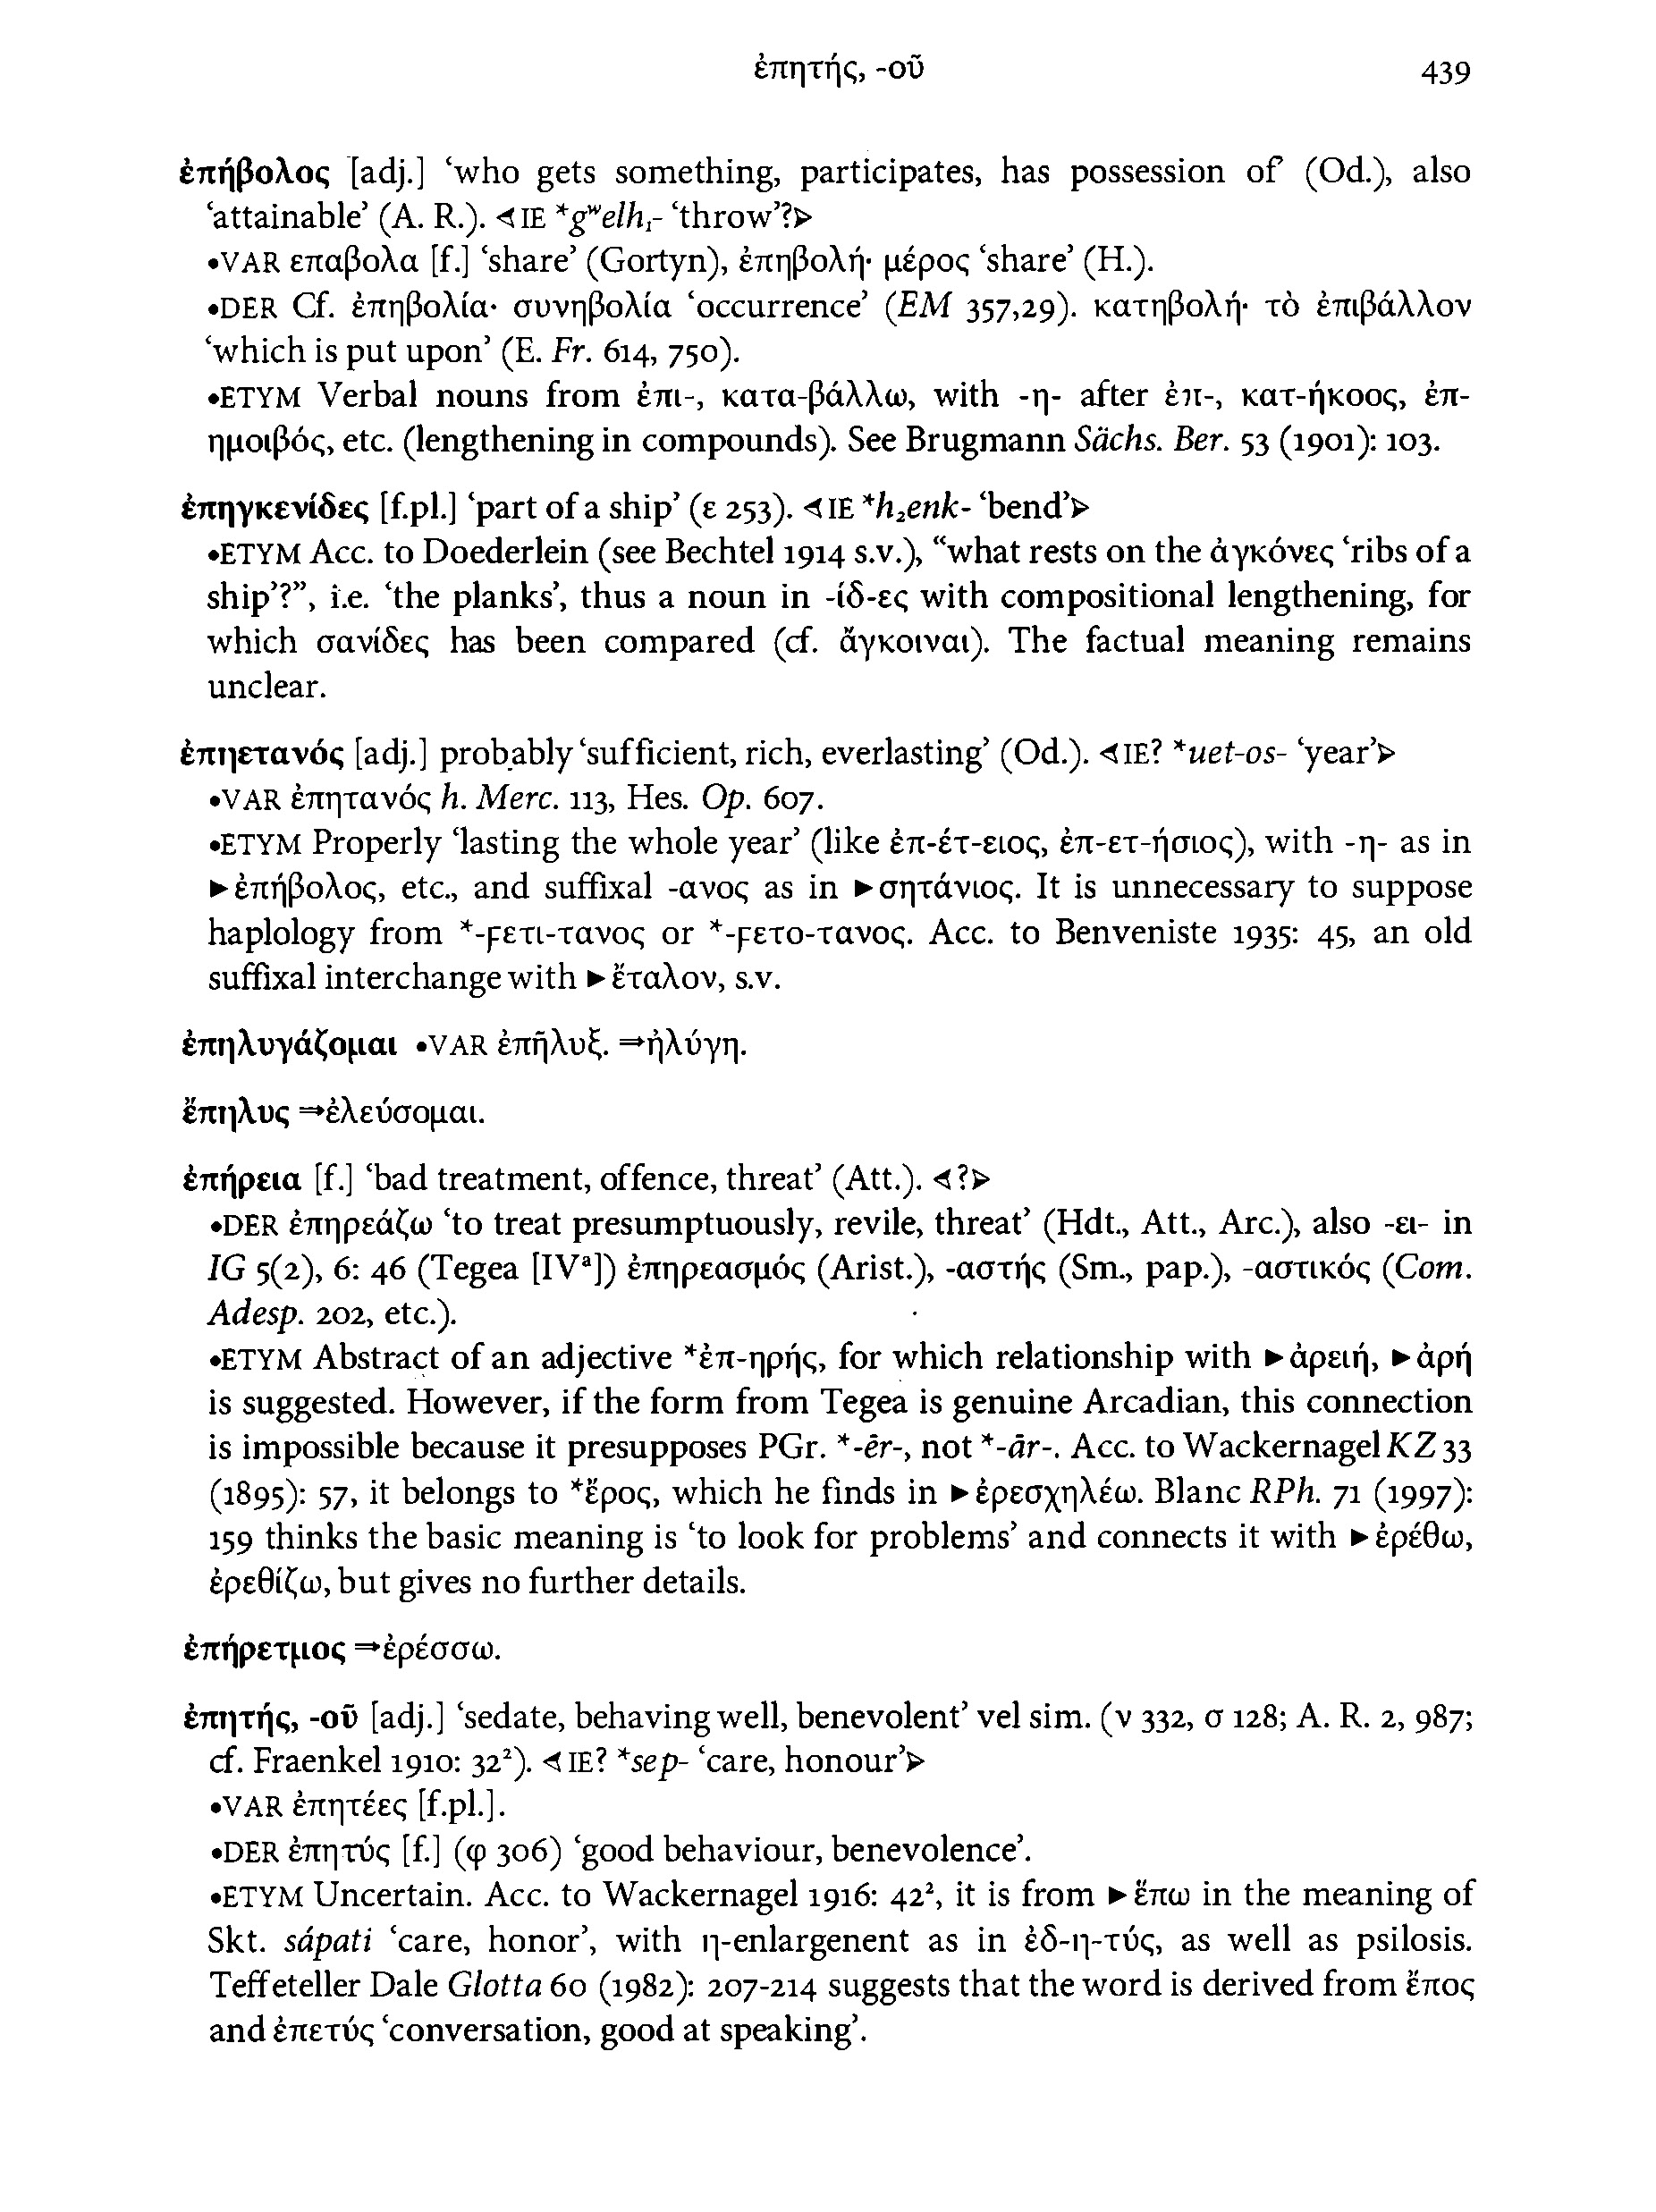 ἐπητής, -οῦ 439
ἐπήβολος [adj.] ‘who gets something, participates, has possession of’ (Od.), also
‘attainable’ (A. R.). ⊲IE *gʷelh₁- ‘throw’?⊳
•VAR επαβολα [f.] ‘share’ (Gortyn), ἐπηβολή· μέρος ‘share’ (H.).
•DER Cf. ἐπηβολία· συνηβολία ‘occurrence’ (EM 357,29). κατηβολή· τὸ ἐπιβάλλον
‘which is put upon’ (E. Fr. 614, 750).
•ETYM Verbal nouns from ἐπι-, κατα-βάλλω, with -η- after ἐπ-, κατ-ήκοος, ἐπ-
ημοιβός, etc. (lengthening in compounds). See Brugmann Sächs. Ber. 53 (1901): 103.
ἐπηγκενίδες [f.pl.] ‘part of a ship’ (ε 253). ⊲IE *h₂enk- ‘bend’⊳
•ETYM Acc. to Doederlein (see Bechtel 1914 s.v.), “what rests on the ἀγκόνες ‘ribs of a
ship’?”, i.e. ‘the planks’, thus a noun in -ίδ-ες with compositional lengthening, for
which σανίδες has been compared (cf. ἄγκοιναι). The factual meaning remains
unclear.
ἐπηετανός [adj.] probably ‘sufficient, rich, everlasting’ (Od.). ⊲IE? *uet-os- ‘year’⊳
•VAR ἐπητανός h. Merc. 113, Hes. Op. 607.
•ETYM Properly ‘lasting the whole year’ (like ἐπ-έτ-ειος, ἐπ-ετ-ήσιος), with -η- as in
►ἐπήβολος, etc., and suffixal -ανος as in ►σητάνιος. It is unnecessary to suppose
haplology from *-ϝετι-τανος or *-ϝετο-τανος. Acc. to Benveniste 1935: 45, an old
suffixal interchange with ►ἔταλον, s.v.
ἐπηλυγάζομαι •VAR ἐπῆλυξ. ⇒ἠλύγη.
ἔπηλυς ⇒ἐλεύσομαι.
ἐπήρεια [f.] ‘bad treatment, offence, threat’ (Att.). ⊲?⊳
•DER ἐπηρεάζω ‘to treat presumptuously, revile, threat’ (Hdt., Att., Arc.), also -ει- in
IG 5(2), 6: 46 (Tegea [IVᵃ]) ἐπηρεασμός (Arist.), -αστής (Sm., pap.), -αστικός (Com.
Adesp. 202, etc.).
•ETYM Abstract of an adjective *ἐπ-ηρής, for which relationship with ►ἀρειή, ►ἀρή
is suggested. However, if the form from Tegea is genuine Arcadian, this connection
is impossible because it presupposes PGr. *-ēr-, not *-ār-. Acc. to Wackernagel KZ 33
(1895): 57, it belongs to *ἔρος, which he finds in ►ἐρεσχηλέω. Blanc RPh. 71 (1997):
159 thinks the basic meaning is ‘to look for problems’ and connects it with ►ἐρέθω,
ἐρεθίζω, but gives no further details.
ἐπήρετμος ⇒ἐρέσσω.
ἐπητής, -οῦ [adj.] ‘sedate, behaving well, benevolent’ vel sim. (ν 332, σ 128; A. R. 2, 987;
cf. Fraenkel 1910: 32²). ⊲IE? *sep- ‘care, honour’⊳
•VAR ἐπητέες [f.pl.].
•DER ἐπητύς [f.] (φ 306) ‘good behaviour, benevolence’.
•ETYM Uncertain. Acc. to Wackernagel 1916: 42², it is from ►ἕπω in the meaning of
Skt. sápati ‘care, honor’, with η-enlargenent as in ἐδ-η-τύς, as well as psilosis.
Teffeteller Dale Glotta 60 (1982): 207-214 suggests that the word is derived from ἔπος
and ἐπετύς ‘conversation, good at speaking’.